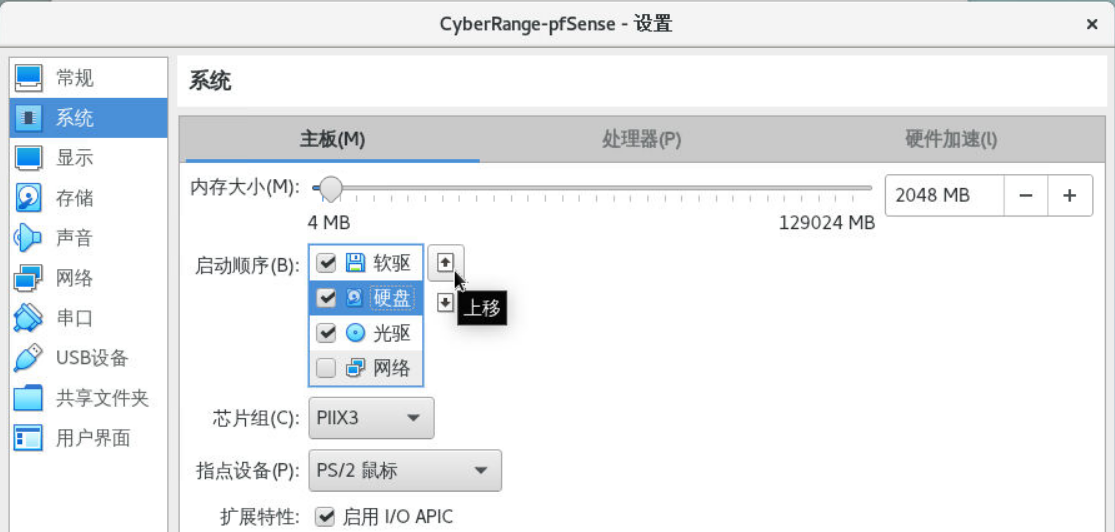 CyberRange-pfSense - 设置
常规
系统
显示
存储
声音
网络
串口
USB设备
共享文件夹
用户界面
系统
主板(M)
处理器(P)
硬件加速(l)
内存大小(M):
2048 MB
4 MB
129024 MB
启动顺序(B):
软驱
硬盘
光驱
网络
上移
芯片组(C):
PIIX3
指点设备(P):
PS/2 鼠标
扩展特性:
启用 I/O APIC